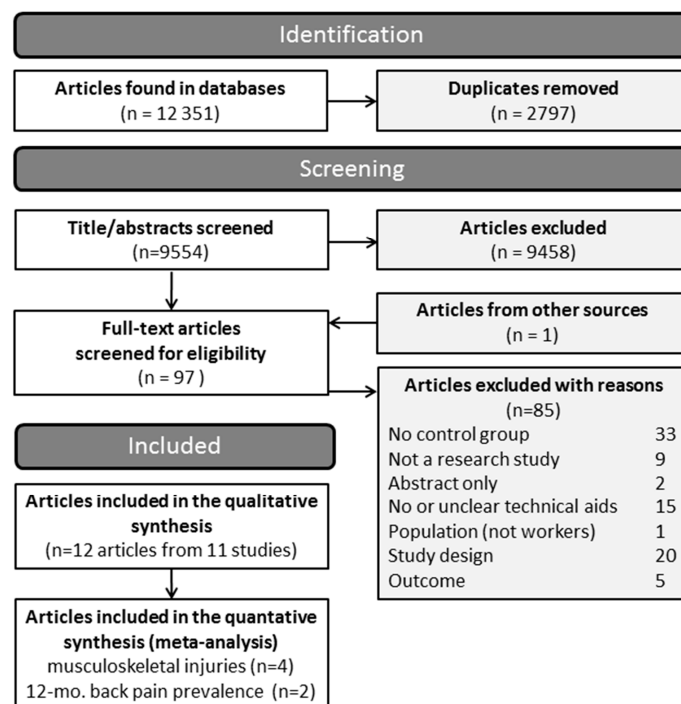 Identification
Articles found in databases
(n = 12 351)
Duplicates removed
(n = 2797)
Screening
Title/abstracts screened
(n=9554)
Articles excluded
(n = 9458)
Articles from other sources
(n = 1)
Full-text articles
screened for eligibility
(n = 97 )
Articles excluded with reasons
(n=85)
No control group 33
Not a research study 9
Abstract only 2
No or unclear technical aids 15
Population (not workers) 1
Study design 20
Outcome 5
Included
Articles included in the qualitative
synthesis
(n=12 articles from 11 studies)
Articles included in the quantative
synthesis (meta-analysis)
musculoskeletal injuries (n=4)
12-mo. back pain prevalence (n=2)